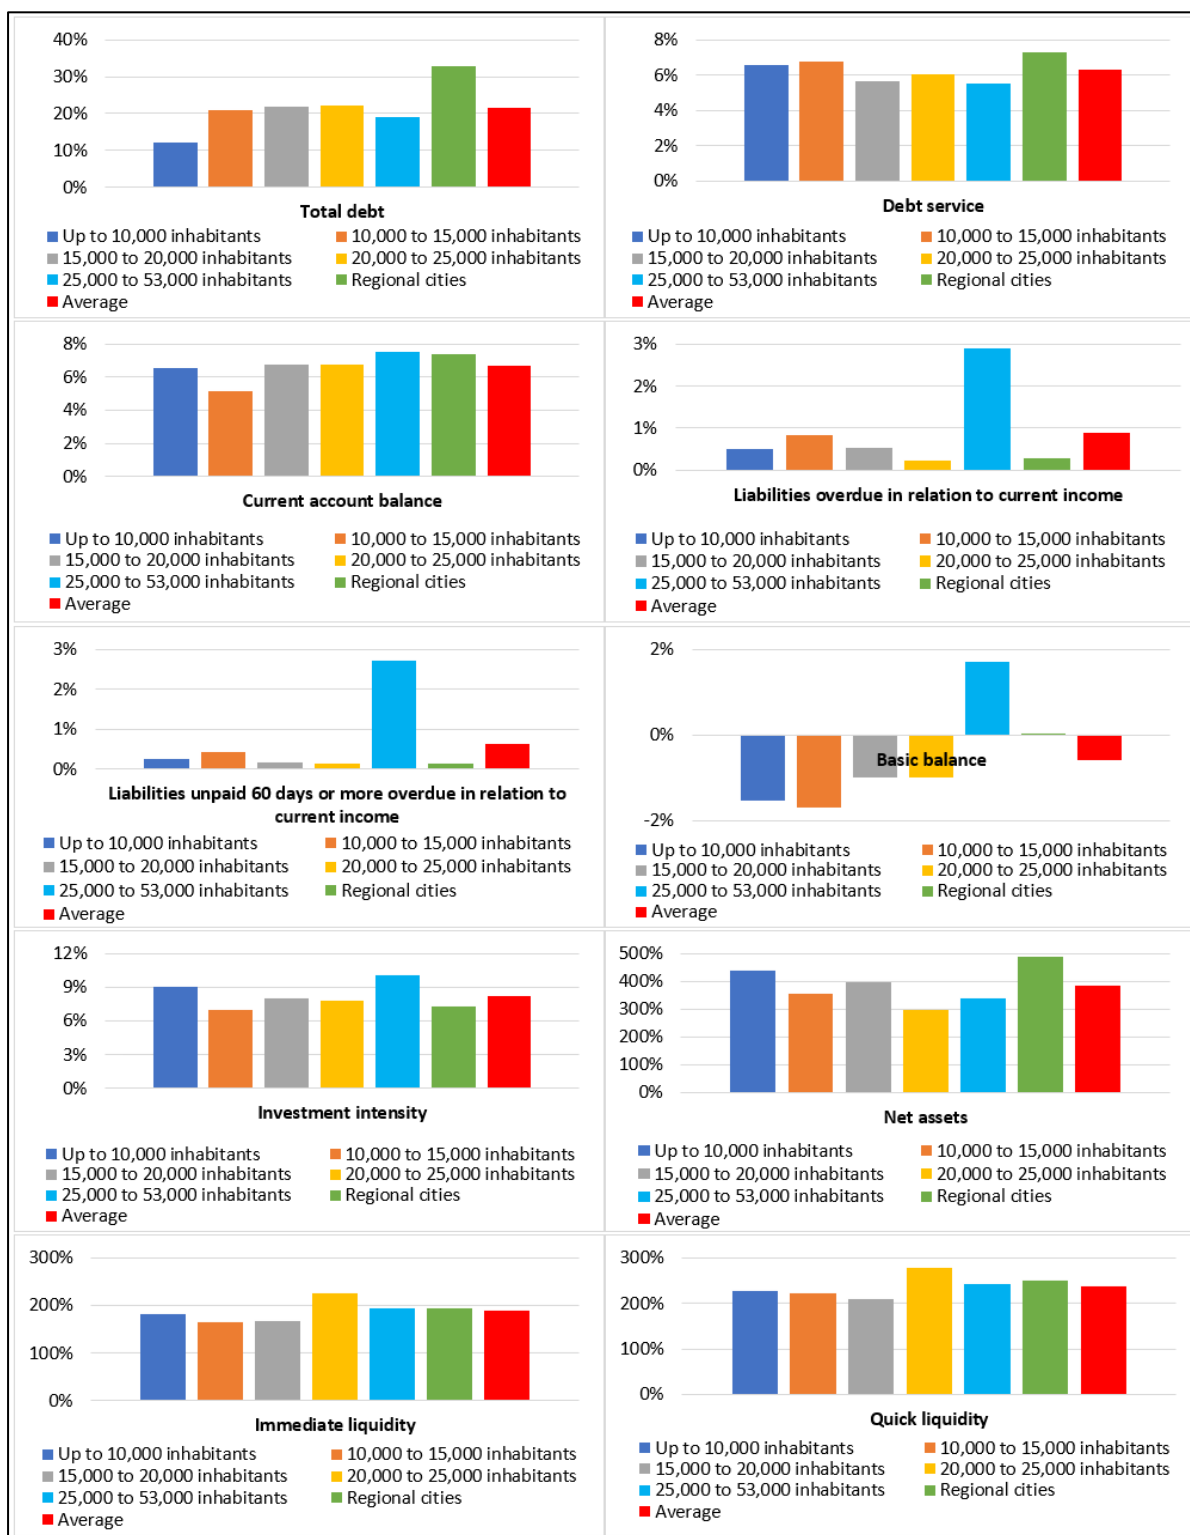 40%
30%
20%
10%
0%
Total debt
Up to 10,000 inhabitants 10,000 to 15,000 inhabitants
15,000 to 20,000 inhabitants 20,000 to 25,000 inhabitants
25,000 to 53,000 inhabitants Regional cities
Average
8%
6%
4%
2%
0%
Debt service
Up to 10,000 inhabitants 10,000 to 15,000 inhabitants
15,000 to 20,000 inhabitants 20,000 to 25,000 inhabitants
25,000 to 53,000 inhabitants Regional cities
Average
8%
6%
4%
2%
0%
Current account balance
Up to 10,000 inhabitants 10,000 to 15,000 inhabitants
15,000 to 20,000 inhabitants 20,000 to 25,000 inhabitants
25,000 to 53,000 inhabitants Regional cities
Average
3%
2%
1%
0%
Liabilities overdue in relation to current income
Up to 10,000 inhabitants 10,000 to 15,000 inhabitants
15,000 to 20,000 inhabitants 20,000 to 25,000 inhabitants
25,000 to 53,000 inhabitants Regional cities
Average
3%
2%
1%
0%
Liabilities unpaid 60 days or more overdue in relation to
current income
Up to 10,000 inhabitants 10,000 to 15,000 inhabitants
15,000 to 20,000 inhabitants 20,000 to 25,000 inhabitants
25,000 to 53,000 inhabitants Regional cities
Average
2%
0%
Basic balance
-2%
Up to 10,000 inhabitants 10,000 to 15,000 inhabitants
15,000 to 20,000 inhabitants 20,000 to 25,000 inhabitants
25,000 to 53,000 inhabitants Regional cities
Average
12%
9%
6%
3%
0%
Investment intensity
Up to 10,000 inhabitants 10,000 to 15,000 inhabitants
15,000 to 20,000 inhabitants 20,000 to 25,000 inhabitants
25,000 to 53,000 inhabitants Regional cities
Average
500%
400%
300%
200%
100%
0%
Net assets
Up to 10,000 inhabitants 10,000 to 15,000 inhabitants
15,000 to 20,000 inhabitants 20,000 to 25,000 inhabitants
25,000 to 53,000 inhabitants Regional cities
Average
300%
200%
100%
0%
Immediate liquidity
Up to 10,000 inhabitants 10,000 to 15,000 inhabitants
15,000 to 20,000 inhabitants 20,000 to 25,000 inhabitants
25,000 to 53,000 inhabitants Regional cities
Average
300%
200%
100%
0%
Quick liquidity
Up to 10,000 inhabitants 10,000 to 15,000 inhabitants
15,000 to 20,000 inhabitants 20,000 to 25,000 inhabitants
25,000 to 53,000 inhabitants Regional cities
Average